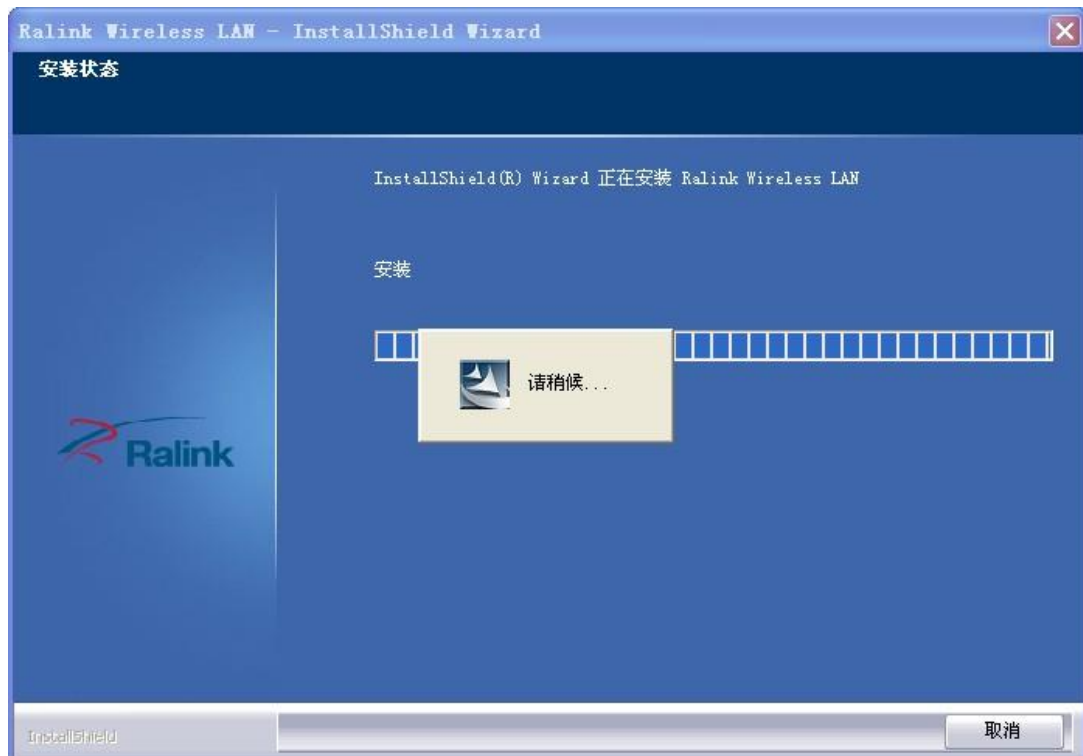 Ralink Wireless LAN - InstallShield Wizard
安装状态
InstallShield(R) Wizard 正在安装 Ralink Wireless LAN
安装
请稍候...
Ralink
InstallShield
取消